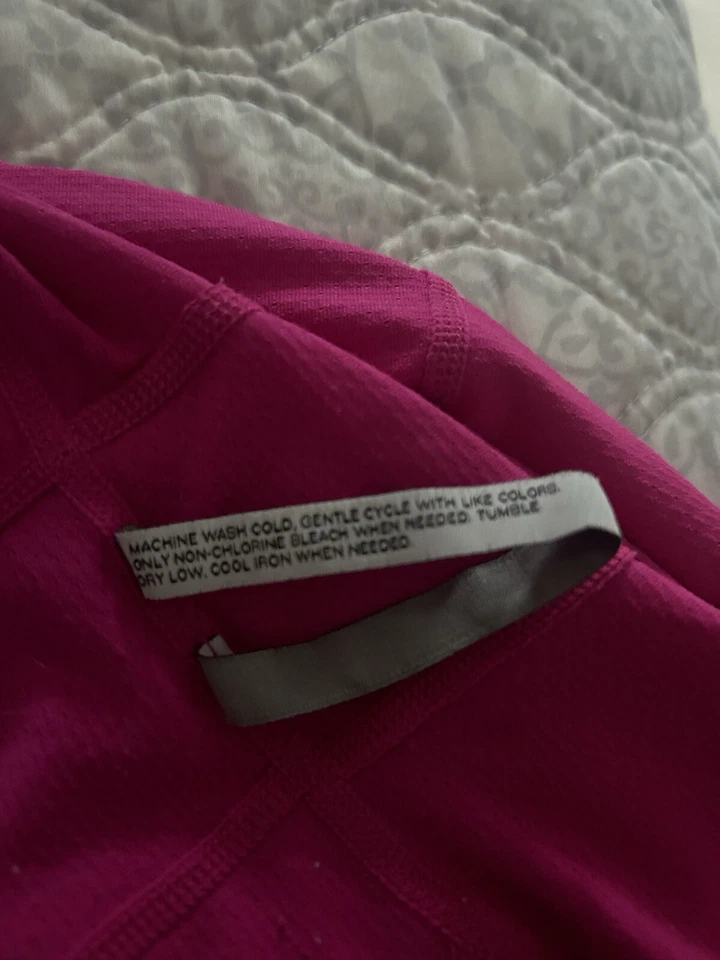 MACHINE WASH COLD, GENTLE CYCLE WITH LIKE COLORS.
ONLY NON-CHLORINE BLEACH WHEN NEEDED. TUMBLE
DRY LOW. COOL IRON WHEN NEEDED.